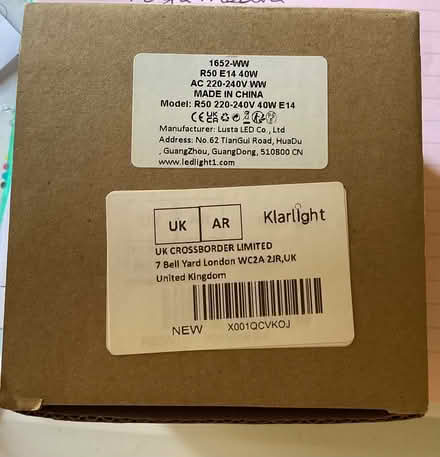 1652-WW
R50 E14 40W
AC 220-240V WW
MADE IN CHINA
Model: R50 220-240V 40W E14
Manufacturer: Lusta LED Co., Ltd
Address: No.62 TianGui Road, HuaDu
, GuangZhou, GuangDong, 510800 CN
www.ledlight1.com
UK AR Klarlight
UK CROSSBORDER LIMITED
7 Bell Yard London WC2A 2JR,UK
United Kingdom
NEW X001QCVKOJ